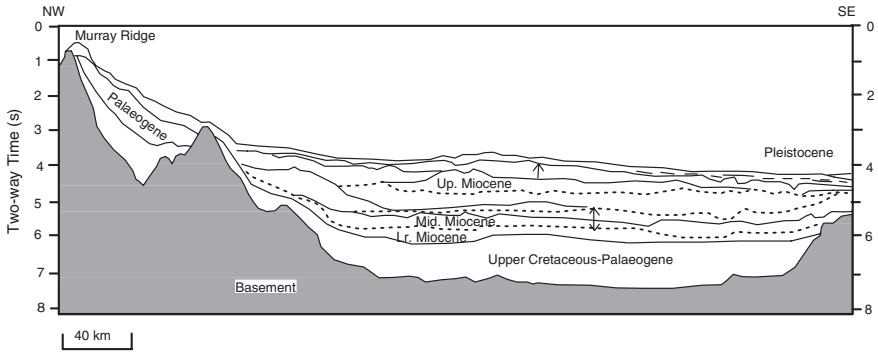 NW
SE
0
0
Murray Ridge
1
1
2
2
Palaeogene
Two-way Time (s)
3
3
Pleistocene
4
4
Up. Miocene
5
5
Mid. Miocene
6
6
Lr. Miocene
Upper Cretaceous-Palaeogene
7
7
Basement
8
8
40 km